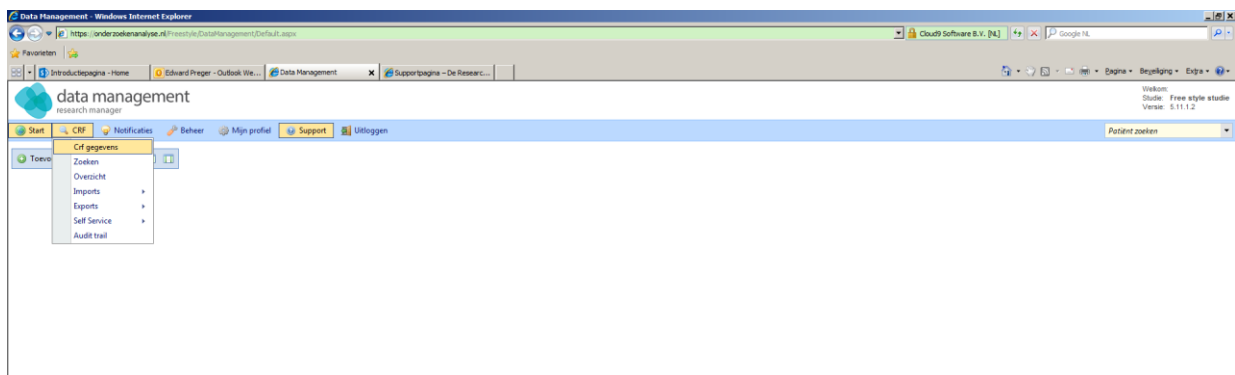 Data Management - Windows Internet Explorer
https://onderzoekenanalyse.nl/Freestyle/DataManagement/Default.aspx Cloud9 Software B.V. [NL] Google NL
Favorieten
Introductiepagina - Home Edward Preger - Outlook We... Data Management Supportpagina – De Researc... Pagina Beveiliging Extra
data management
research manager
Welkom:
Studie: Free style studie
Versie: 5.11.1.2
Start CRF Notificaties Beheer Mijn profiel Support Uitloggen Patiënt zoeken
Toevo
Crf gegevens
Zoeken
Overzicht
Imports
Exports
Self Service
Audit trail